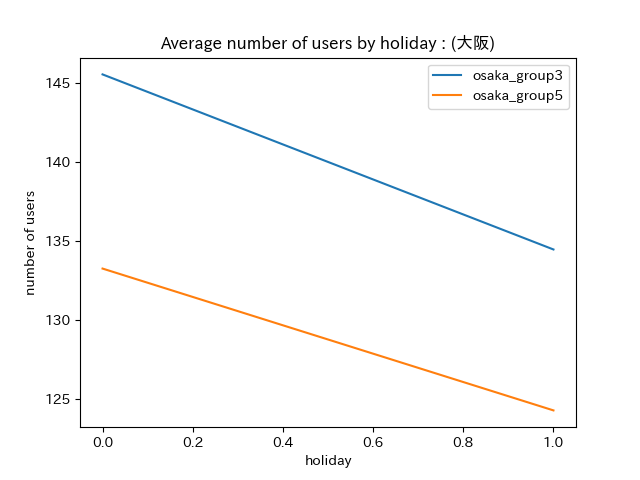 Average number of users by holiday : (大阪)
osaka_group3
osaka_group5
number of users
145
140
135
130
125
0.0 0.2 0.4 0.6 0.8 1.0
holiday